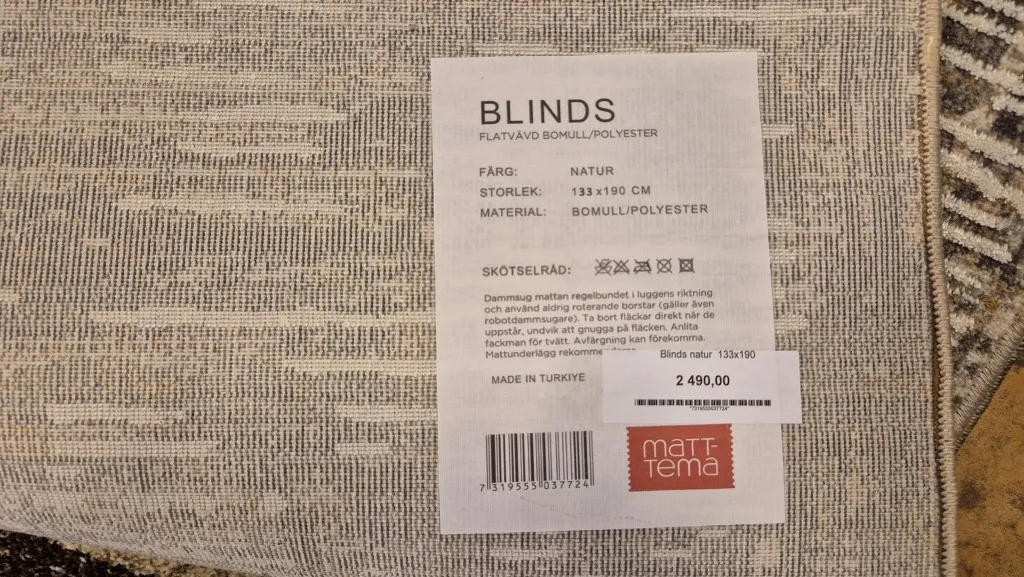 BLINDS
FLATVÄVD BOMULL/POLYESTER
FÄRG: NATUR
STORLEK: 133 x 190 CM
MATERIAL: BOMULL/POLYESTER
SKÖTSELRÅD:
Dammsug mattan regelbundet i luggens riktning
och använd aldrig roterande borstar (gäller även
robotdammsugare). Ta bort fläckar direkt när de
uppstår, undvik att gnugga på fläcken. Anlita
fackman för tvätt. Avfärgning kan förekomma.
Mattunderlägg
Blinds natur 133x190
MADE IN TURKIYE
2 490,00
*7319555037724*
matt-
tema
7 319555 037724